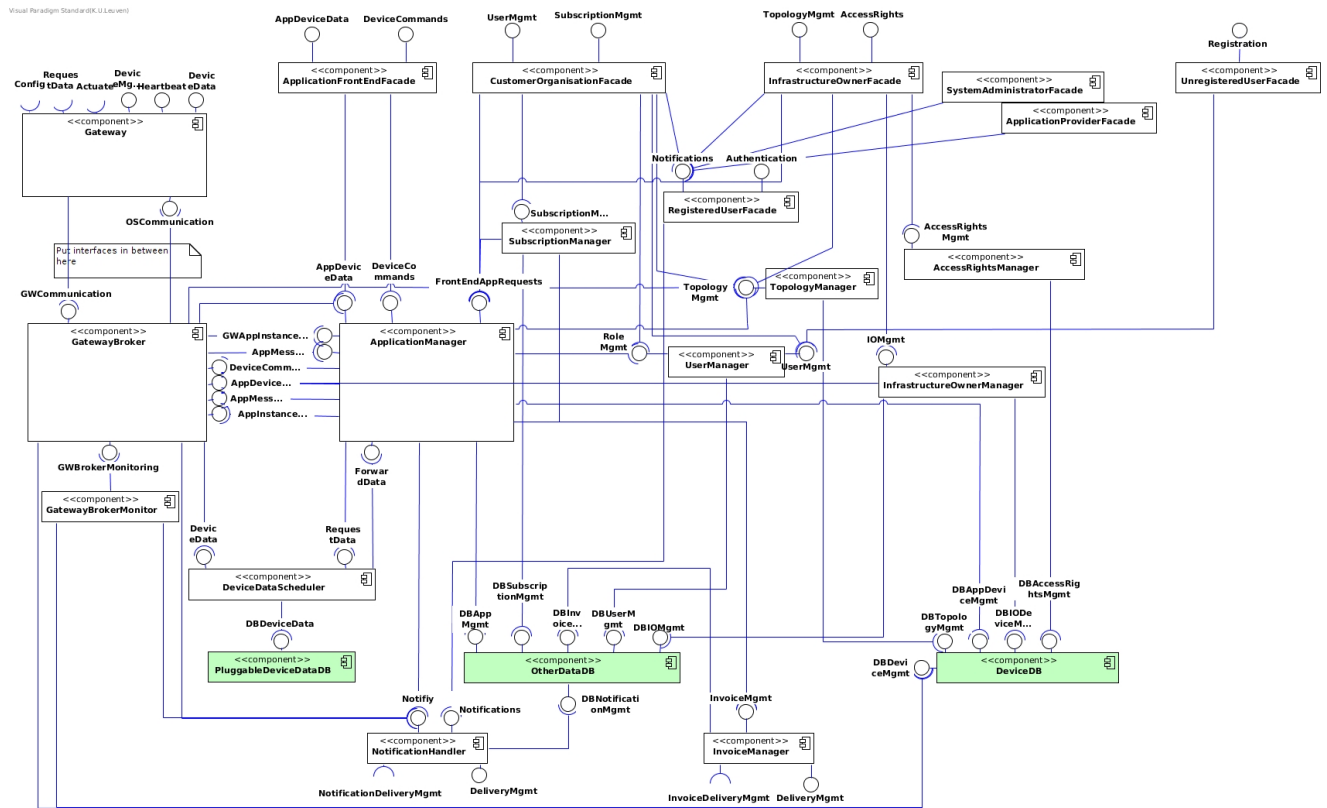 Visual Paradigm Standard(K.U.Leuven)
AppDeviceData
DeviceCommands
UserMgmt
SubscriptionMgmt
TopologyMgmt
AccessRights
Registration
<<component>>
ApplicationFrontEndFacade
<<component>>
CustomerOrganisationFacade
<<component>>
InfrastructureOwnerFacade
<<component>>
SystemAdministratorFacade
<<component>>
UnregisteredUserFacade
<<component>>
ApplicationProviderFacade
Config
Reques
tData
Actuate
Devic
eMg...
Heartbeat
Devic
eData
<<component>>
Gateway
Notifications
Authentication
<<component>>
RegisteredUserFacade
OSCommunication
SubscriptionM...
<<component>>
SubscriptionManager
AccessRights
Mgmt
<<component>>
AccessRightsManager
Put interfaces in between
here
GWCommunication
AppDevic
eData
DeviceCo
mmands
FrontEndAppRequests
Topology
Mgmt
<<component>>
TopologyManager
<<component>>
GatewayBroker
<<component>>
ApplicationManager
GWAppInstance...
AppMess...
DeviceComm...
AppDevice...
AppMess...
AppInstance...
Role
Mgmt
<<component>>
UserManager
UserMgmt
IOMgmt
<<component>>
InfrastructureOwnerManager
GWBrokerMonitoring
Forwar
dData
<<component>>
GatewayBrokerMonitor
Devic
eData
Reques
tData
<<component>>
DeviceDataScheduler
DBDeviceData
<<component>>
PluggableDeviceDataDB
DBApp
Mgmt
DBSubscrip
tionMgmt
DBInv
oice...
DBUserM
gmt
DBIOMgmt
<<component>>
OtherDataDB
DBTopolo
gyMgmt
DBAppDevi
ceMgmt
DBIODe
viceM...
DBAccessRig
htsMgmt
DBDevi
ceMgmt
<<component>>
DeviceDB
Notifiy
Notifications
DBNotificati
onMgmt
InvoiceMgmt
<<component>>
NotificationHandler
<<component>>
InvoiceManager
NotificationDeliveryMgmt
DeliveryMgmt
InvoiceDeliveryMgmt
DeliveryMgmt